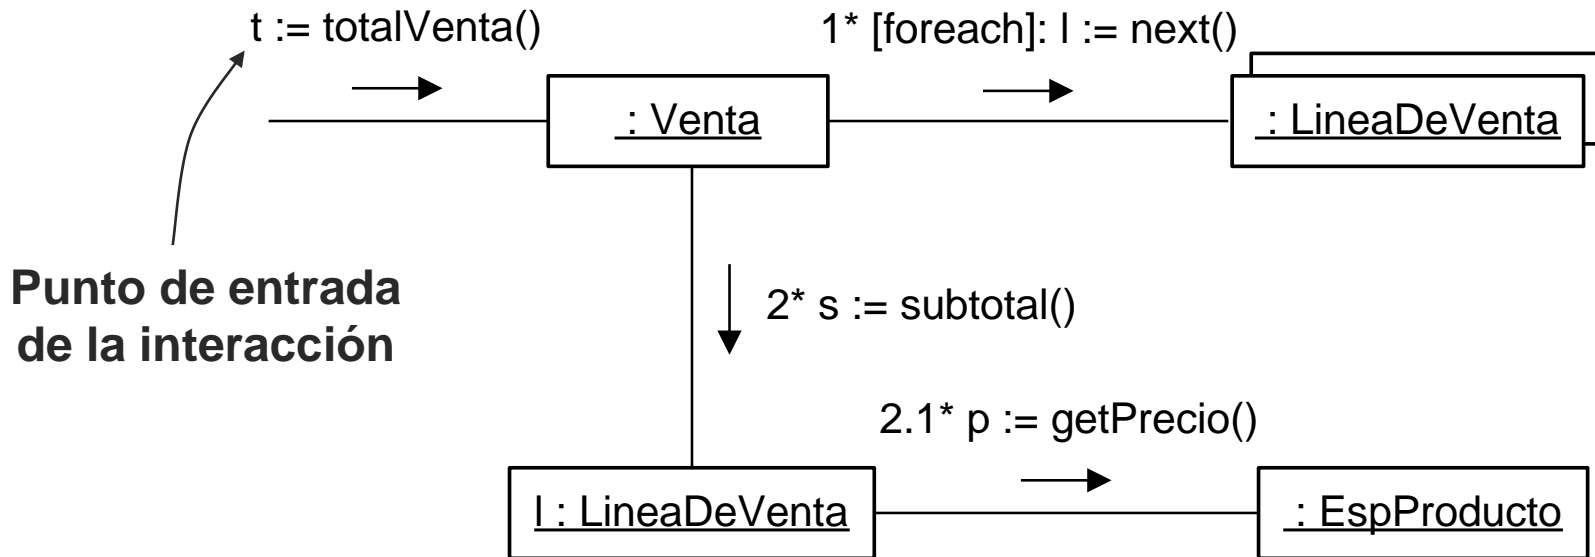 t := totalVenta()
1* [foreach]: l := next()
: Venta
: LineaDeVenta
Punto de entrada
de la interacción
2* s := subtotal()
2.1* p := getPrecio()
l : LineaDeVenta
: EspProducto